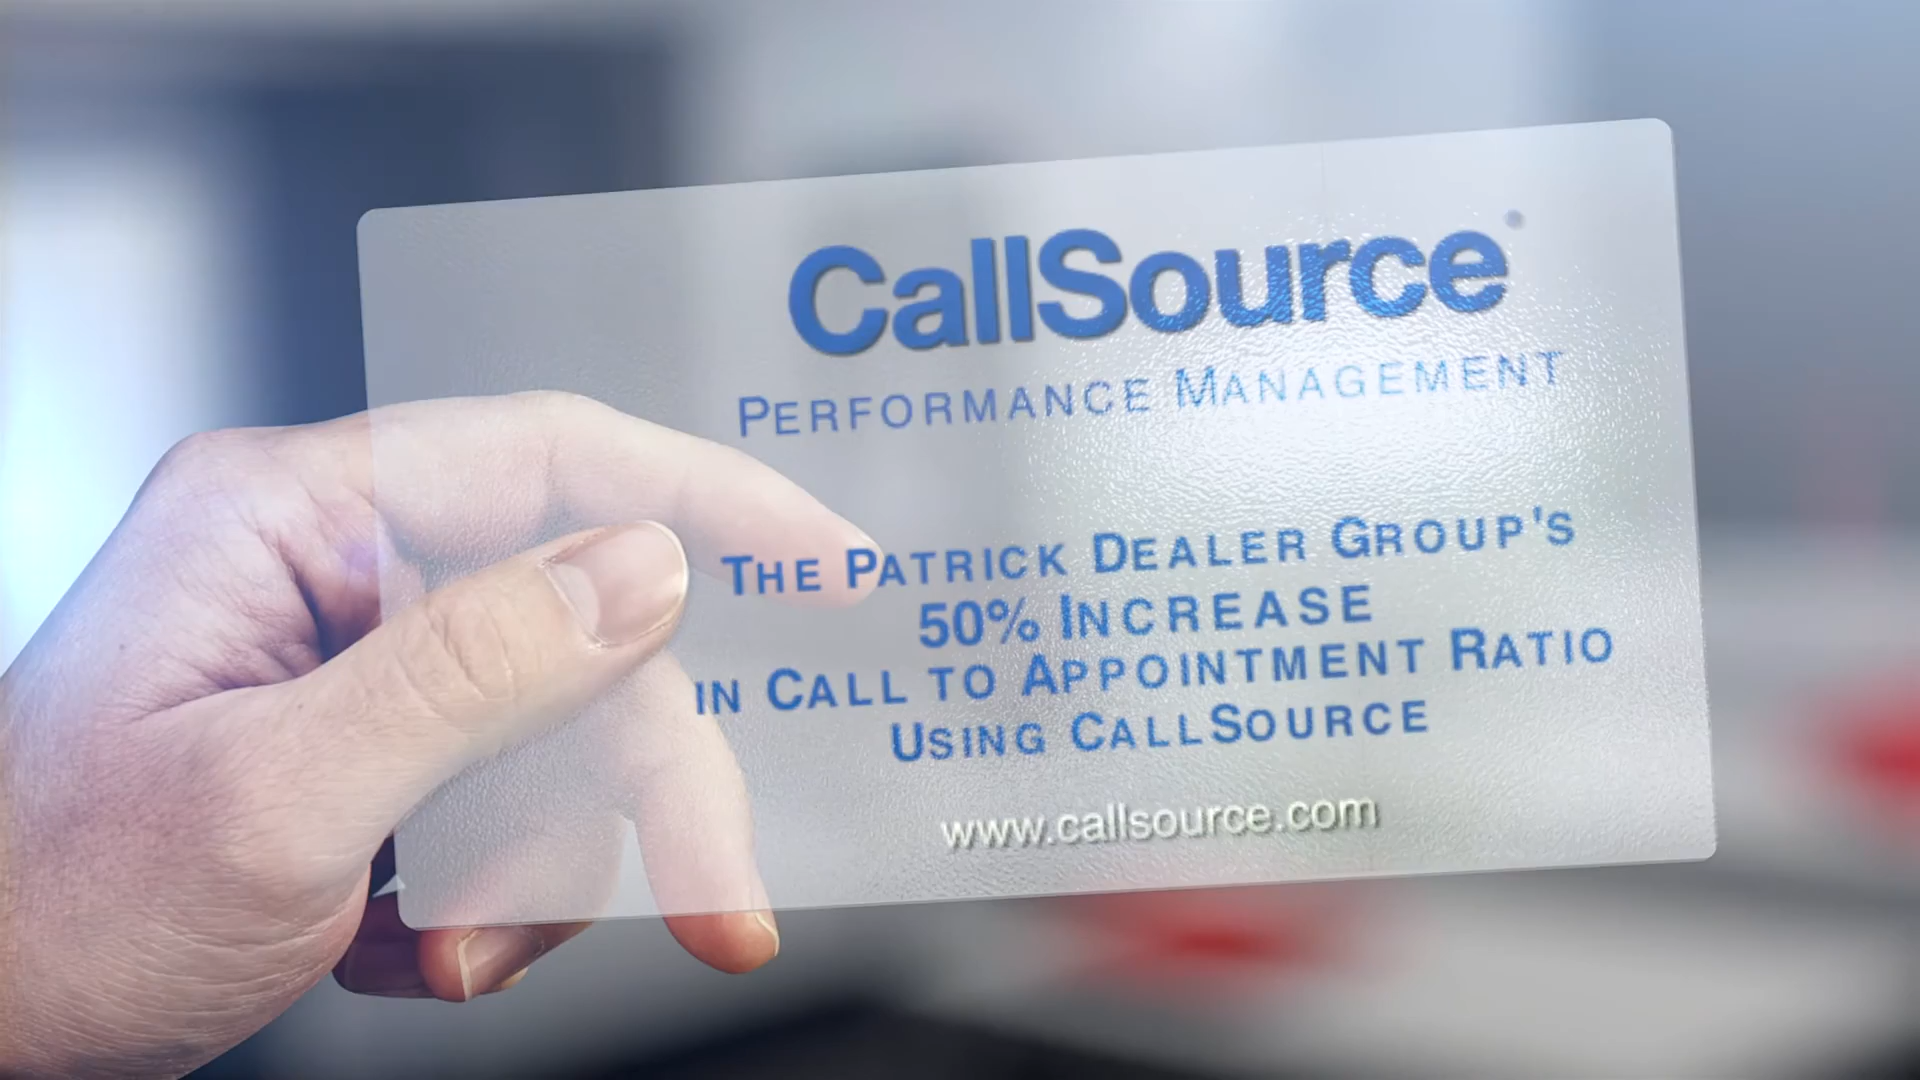 CallSource
PERFORMANCE MANAGEMENT
THE PATRICK DEALER GROUP'S
50% INCREASE
IN CALL TO APPOINTMENT RATIO
USING CALLSOURCE
www.callsource.com